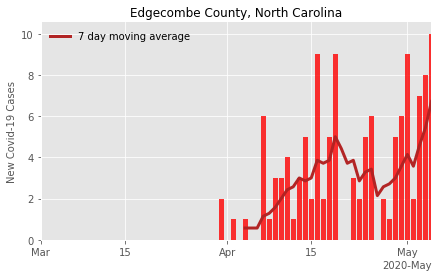 Edgecombe County, North Carolina
7 day moving average
New Covid-19 Cases
10
8
6
4
2
0
Mar
15
Apr
15
May
2020-May